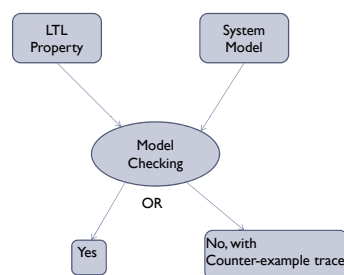 LTL
Property
System
Model
Model
Checking
OR
Yes
No, with
Counter-example trace